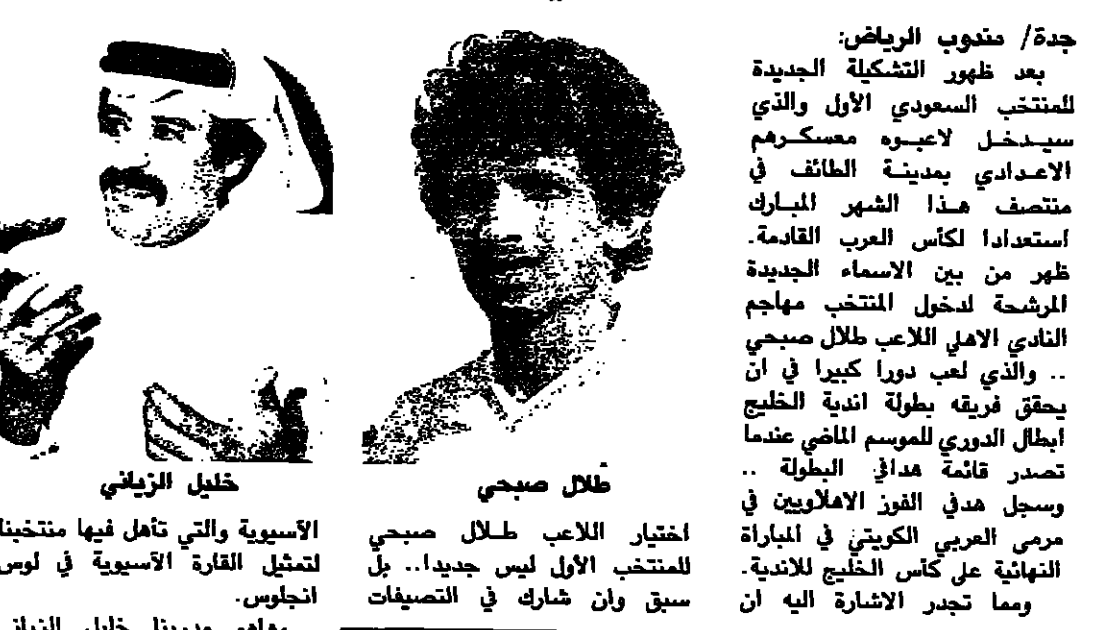 جدة/ مندوب الرياض:
بعد ظهور التشكيلة الجديدة
للمنتخب السعودي الأول والذي
سيدخل لاعبوه معسكرهم
الاعدادي بمدينة الطائف في
منتصف هذا الشهر المبارك
استعدادا لكأس العرب القادمة.
ظهر من بين الاسماء الجديدة
المرشحة لدخول المنتخب مهاجم
النادي الاهلي اللاعب طلال صبحي
.. والذي لعب دورا كبيرا في ان
يحقق فريقه بطولة اندية الخليج
ابطال الدوري للموسم الماضي عندما
تصدر قائمة هدافي البطولة ..
وسجل هدفي الفوز الاهلاويين في
مرمى العربي الكويتي في المباراة
النهائية على كأس الخليج للاندية.
ومما تجدر الاشارة اليه ان
طلال صبحي
اختيار اللاعب طلال صبحي
للمنتخب الأول ليس جديدا.. بل
سبق وان شارك في التصيفات
خليل الزياني
الآسيوية والتي تأهل فيها منتخبنا
لتمثيل القارة الآسيوية في لوس
انجلوس.